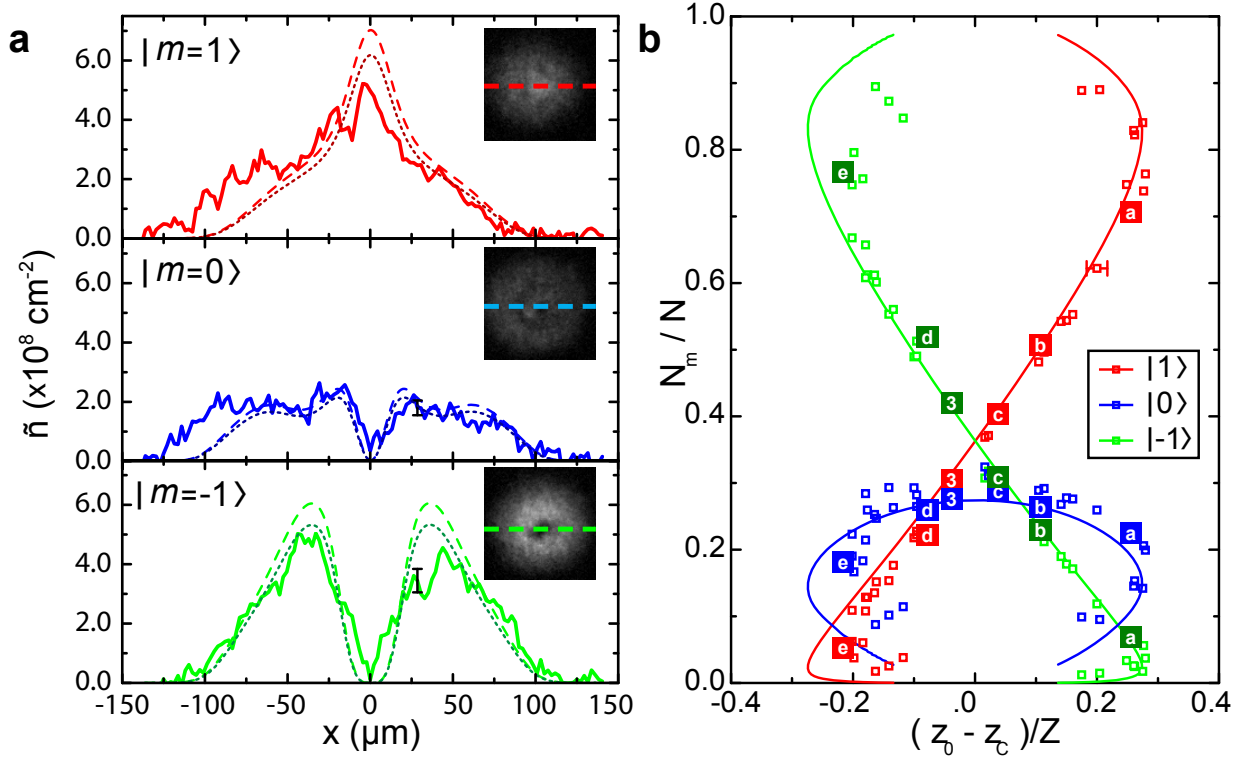 a
|m=1⟩
6.0
4.0
2.0
0.0
|m=0⟩
6.0
4.0
2.0
0.0
|m=-1⟩
6.0
4.0
2.0
0.0
ñ (x10⁸ cm⁻²)
-150 -100 -50 0 50 100 150
x (µm)
b
1.0
0.8
0.6
0.4
0.2
0.0
N_m / N
e
a
d
b
3
c
|1⟩
|0⟩
|-1⟩
3
c
c
3
d
b
a
d
b
e
a
e
-0.4 -0.2 .0 0.2 0.4
( z₀ - z_C )/Z